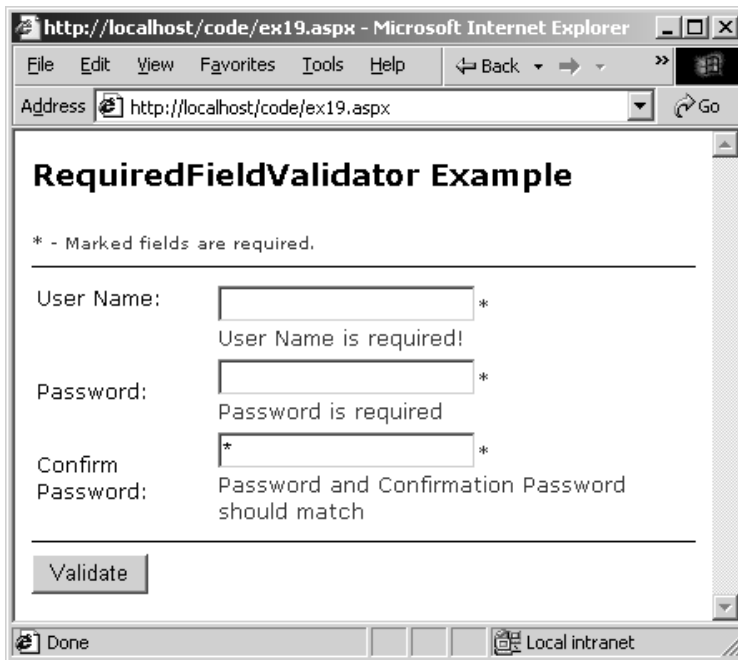 http://localhost/code/ex19.aspx - Microsoft Internet Explorer
File Edit View Favorites Tools Help Back »
Address http://localhost/code/ex19.aspx Go
RequiredFieldValidator Example
* - Marked fields are required.
User Name: *
User Name is required!
Password: *
Password is required
* *
Confirm
Password:
Password and Confirmation Password
should match
Validate
Done Local intranet